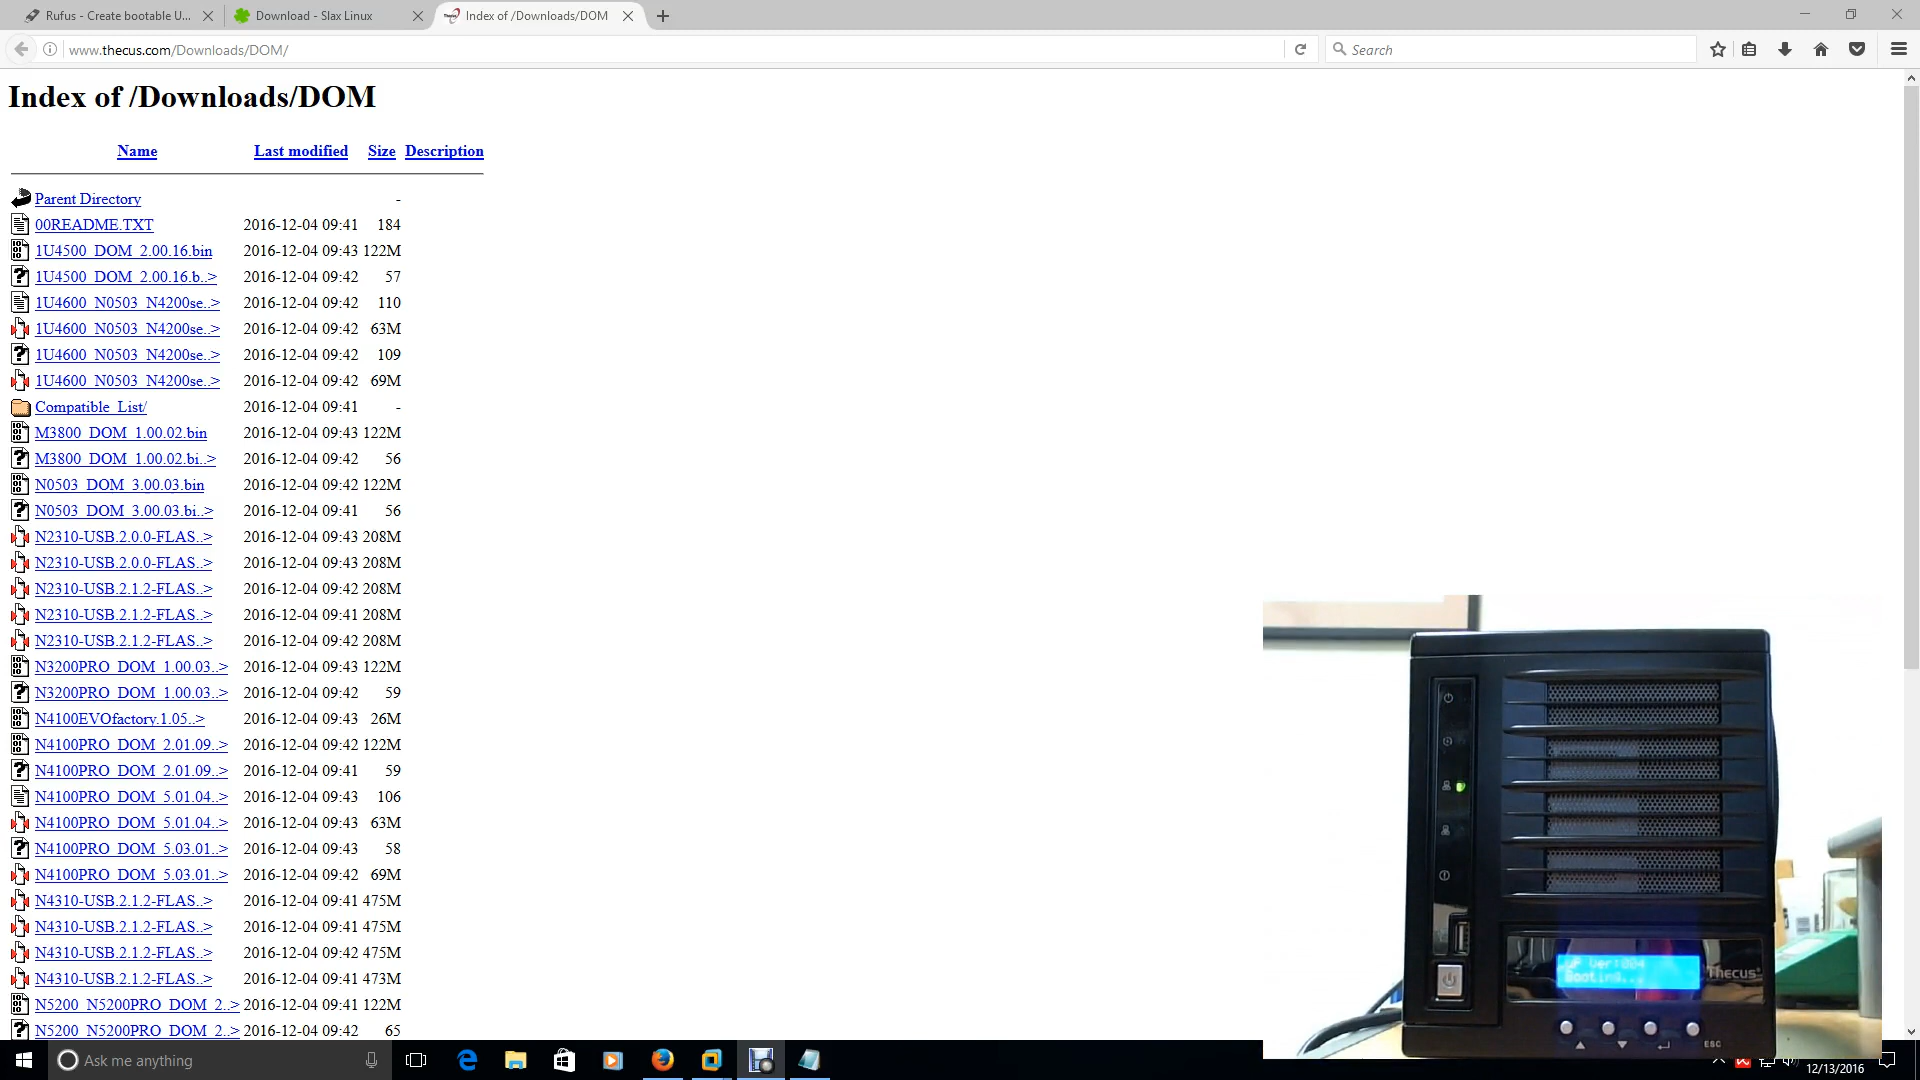 Rufus - Create bootable U...
Download - Slax Linux
Index of /Downloads/DOM
www.thecus.com/Downloads/DOM/
Search
Index of /Downloads/DOM
Name Last modified Size Description
Parent Directory -
00README.TXT 2016-12-04 09:41 184
1U4500_DOM_2.00.16.bin 2016-12-04 09:43 122M
1U4500_DOM_2.00.16.b..> 2016-12-04 09:42 57
1U4600_N0503_N4200se..> 2016-12-04 09:42 110
1U4600_N0503_N4200se..> 2016-12-04 09:42 63M
1U4600_N0503_N4200se..> 2016-12-04 09:42 109
1U4600_N0503_N4200se..> 2016-12-04 09:42 69M
Compatible_List/ 2016-12-04 09:41 -
M3800_DOM_1.00.02.bin 2016-12-04 09:43 122M
M3800_DOM_1.00.02.bi..> 2016-12-04 09:42 56
N0503_DOM_3.00.03.bin 2016-12-04 09:42 122M
N0503_DOM_3.00.03.bi..> 2016-12-04 09:41 56
N2310-USB.2.0.0-FLAS..> 2016-12-04 09:43 208M
N2310-USB.2.0.0-FLAS..> 2016-12-04 09:43 208M
N2310-USB.2.1.2-FLAS..> 2016-12-04 09:42 208M
N2310-USB.2.1.2-FLAS..> 2016-12-04 09:41 208M
N2310-USB.2.1.2-FLAS..> 2016-12-04 09:42 208M
N3200PRO_DOM_1.00.03..> 2016-12-04 09:43 122M
N3200PRO_DOM_1.00.03..> 2016-12-04 09:42 59
N4100EVOfactory.1.05..> 2016-12-04 09:43 26M
N4100PRO_DOM_2.01.09..> 2016-12-04 09:42 122M
N4100PRO_DOM_2.01.09..> 2016-12-04 09:41 59
N4100PRO_DOM_5.01.04..> 2016-12-04 09:43 106
N4100PRO_DOM_5.01.04..> 2016-12-04 09:43 63M
N4100PRO_DOM_5.03.01..> 2016-12-04 09:43 58
N4100PRO_DOM_5.03.01..> 2016-12-04 09:43 69M
N4310-USB.2.1.2-FLAS..> 2016-12-04 09:41 475M
N4310-USB.2.1.2-FLAS..> 2016-12-04 09:41 475M
N4310-USB.2.1.2-FLAS..> 2016-12-04 09:42 475M
N4310-USB.2.1.2-FLAS..> 2016-12-04 09:41 473M
N5200_N5200PRO_DOM_2..> 2016-12-04 09:41 122M
N5200_N5200PRO_DOM_2..> 2016-12-04 09:42 65
Ver:004
Booting...
Thecus
ESC
Ask me anything
12/13/2016